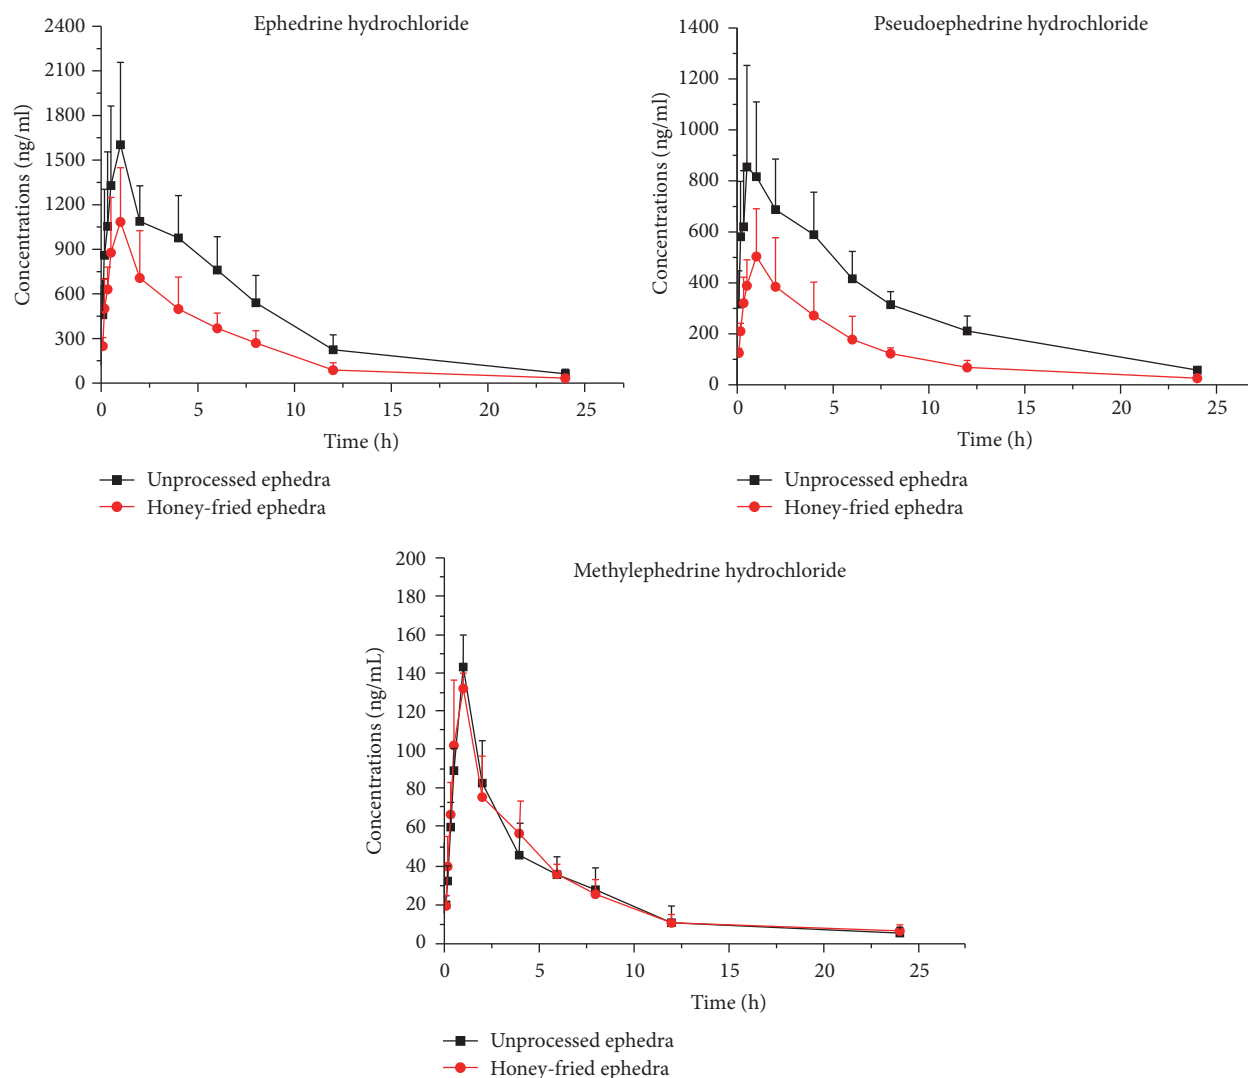 Ephedrine hydrochloride
2400
2100
1800
1500
1200
900
600
300
0
Concentrations (ng/ml)
0 5 10 15 20 25
Time (h)
Unprocessed ephedra
Honey-fried ephedra
Pseudoephedrine hydrochloride
1400
1200
1000
800
600
400
200
0
Concentrations (ng/ml)
0 5 10 15 20 25
Time (h)
Unprocessed ephedra
Honey-fried ephedra
Methylephedrine hydrochloride
200
180
160
140
120
100
80
60
40
20
0
Concentrations (ng/mL)
0 5 10 15 20 25
Time (h)
Unprocessed ephedra
Honey-fried ephedra